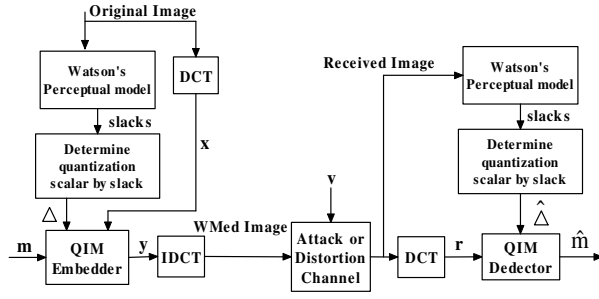 Original Image
Watson's
Perceptual model
DCT
slacks
Determine
quantization
scalar by slack
x
Δ
m
QIM
Embedder
y
IDCT
WMed Image
v
Attack or
Distortion
Channel
Received Image
Watson's
Perceptual model
slacks
Determine
quantization
scalar by slack
Δ̂
DCT
r
QIM
Dedector
m̂